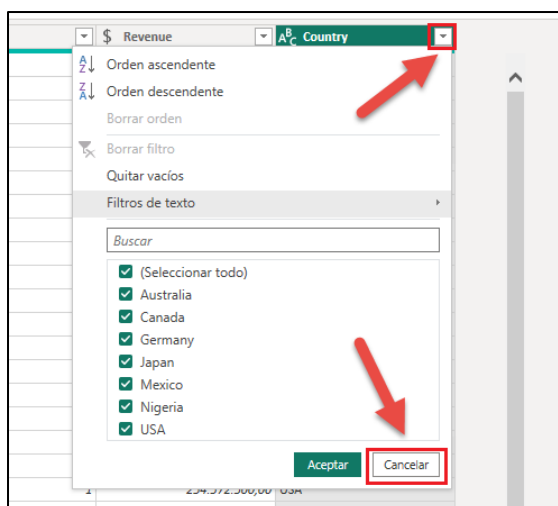 $ Revenue ABC Country
Orden ascendente
Orden descendente
Borrar orden
Borrar filtro
Quitar vacíos
Filtros de texto
Buscar
(Seleccionar todo)
Australia
Canada
Germany
Japan
Mexico
Nigeria
USA
Aceptar Cancelar